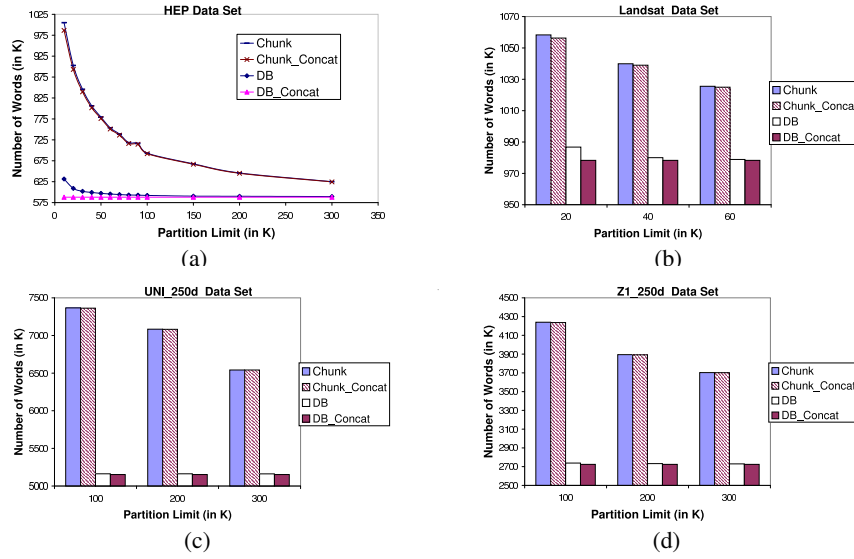 HEP Data Set
Number of Words (in K)
1025
975
925
875
825
775
725
675
625
575
0 50 100 150 200 250 300 350
Partition Limit (in K)
Chunk
Chunk_Concat
DB
DB_Concat
(a)
Landsat Data Set
Number of Words (in K)
1070
1050
1030
1010
990
970
950
20 40 60
Partition Limit (in K)
Chunk
Chunk_Concat
DB
DB_Concat
(b)
UNI_250d Data Set
Number of Words (in K)
7500
7000
6500
6000
5500
5000
100 200 300
Partition Limit (in K)
Chunk
Chunk_Concat
DB
DB_Concat
(c)
Z1_250d Data Set
Number of Words (in K)
4500
4300
4100
3900
3700
3500
3300
3100
2900
2700
2500
100 200 300
Partition Limit (in K)
Chunk
Chunk_Concat
DB
DB_Concat
(d)